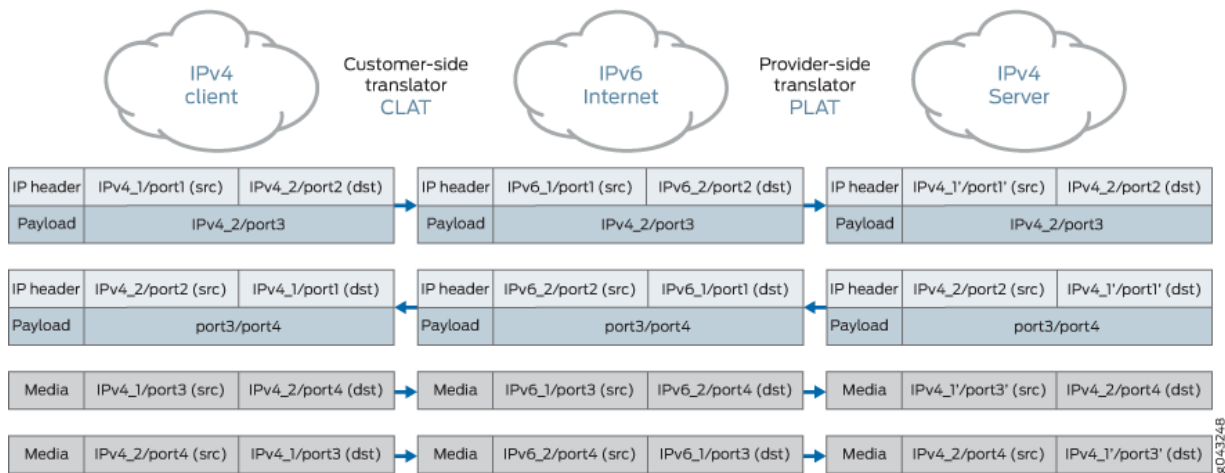 IPv4
client
Customer-side
translator
CLAT
IPv6
Internet
Provider-side
translator
PLAT
IPv4
Server
IP header IPv4_1/port1 (src) IPv4_2/port2 (dst) IP header IPv6_1/port1 (src) IPv6_2/port2 (dst) IP header IPv4_1'/port1' (src) IPv4_2/port2 (dst)
Payload IPv4_2/port3 Payload IPv4_2/port3 Payload IPv4_2/port3
IP header IPv4_2/port2 (src) IPv4_1/port1 (dst) IP header IPv6_2/port2 (src) IPv6_1/port1 (dst) IP header IPv4_2/port2 (src) IPv4_1'/port1' (dst)
Payload port3/port4 Payload port3/port4 Payload port3/port4
Media IPv4_1/port3 (src) IPv4_2/port4 (dst) Media IPv6_1/port3 (src) IPv6_2/port4 (dst) Media IPv4_1'/port3' (src) IPv4_2/port4 (dst)
Media IPv4_2/port4 (src) IPv4_1/port3 (dst) Media IPv6_2/port4 (src) IPv6_1/port3 (dst) Media IPv4_2/port4 (src) IPv4_1'/port3' (dst)
g043248